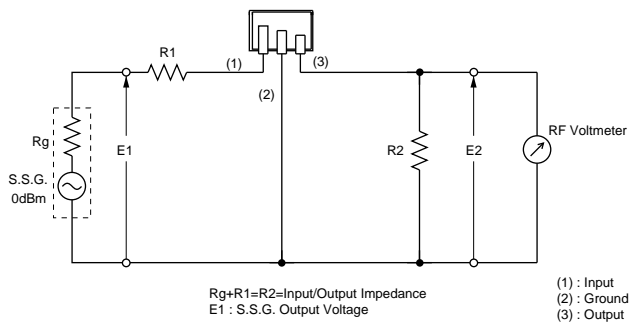 R1
(1)
(3)
(2)
Rg
E1
R2
E2
RF Voltmeter
S.S.G.
0dBm
Rg+R1=R2=Input/Output Impedance
E1 : S.S.G. Output Voltage
(1) : Input
(2) : Ground
(3) : Output